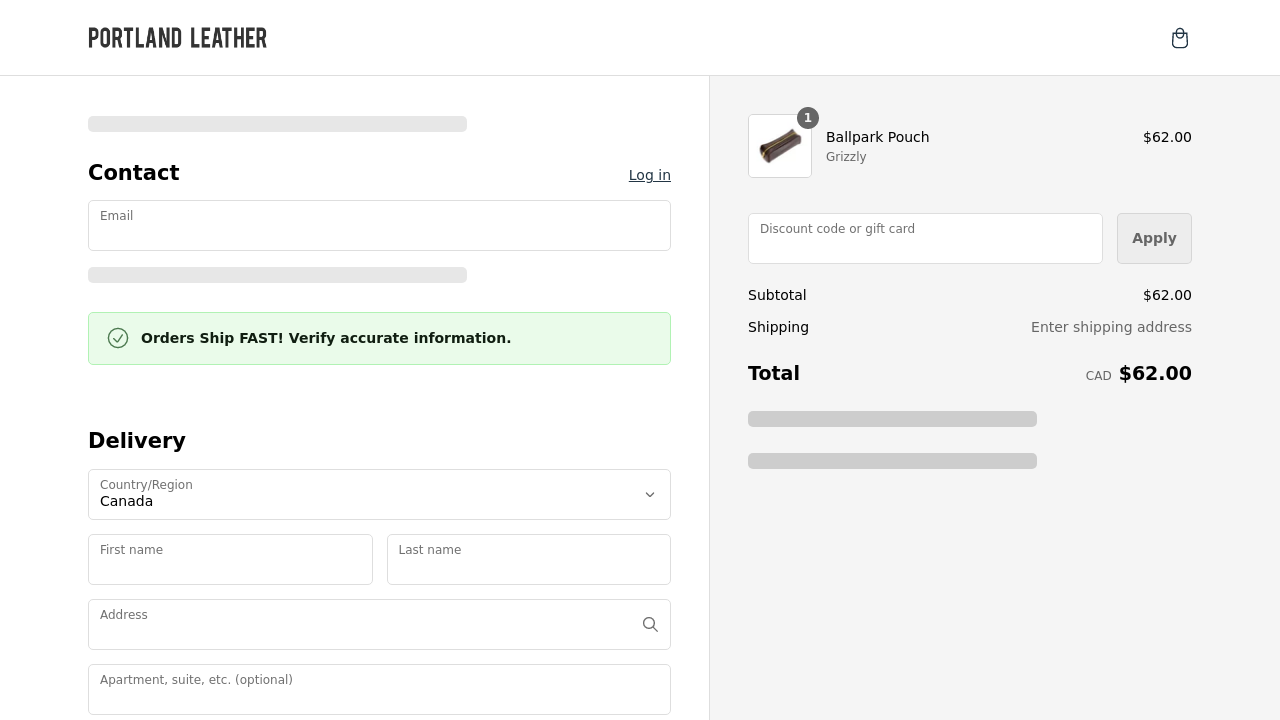 PORTLAND LEATHER
Contact
Log in
Email
Orders Ship FAST! Verify accurate information.
Delivery
Country/Region
Canada
First name
Last name
Address
Apartment, suite, etc. (optional)
1
Ballpark Pouch
$62.00
Grizzly
Discount code or gift card
Apply
Subtotal
$62.00
Shipping
Enter shipping address
Total
CAD $62.00